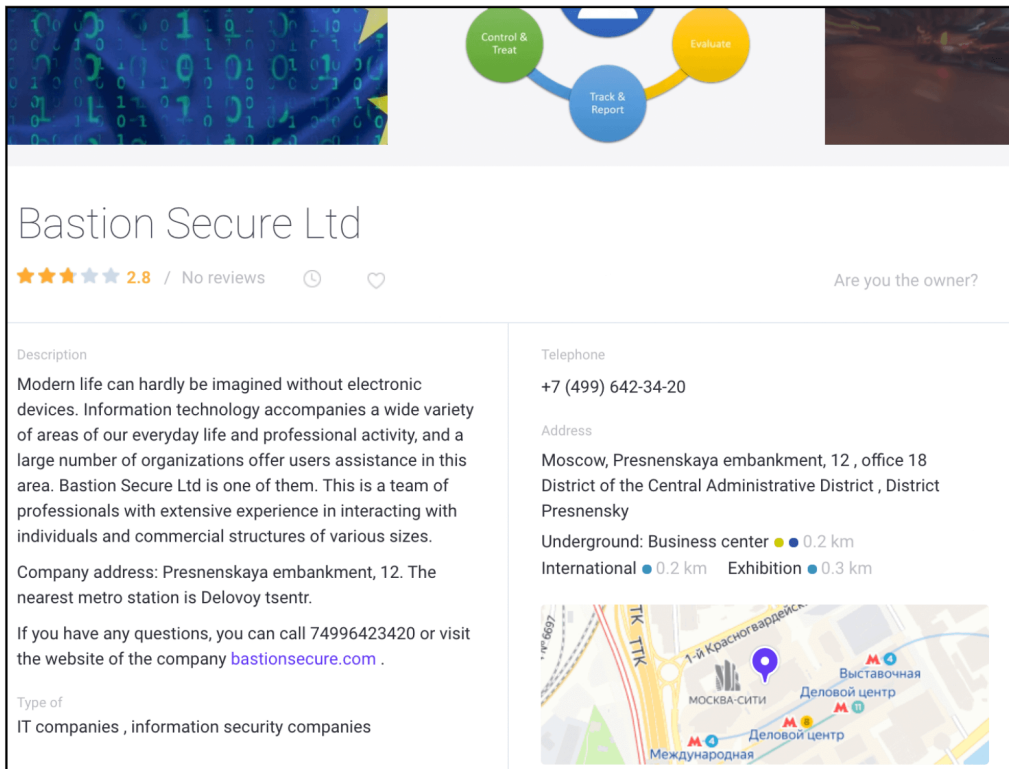 Control &
Treat
Evaluate
Track &
Report
Bastion Secure Ltd
2.8 / No reviews
Are you the owner?
Description
Modern life can hardly be imagined without electronic
devices. Information technology accompanies a wide variety
of areas of our everyday life and professional activity, and a
large number of organizations offer users assistance in this
area. Bastion Secure Ltd is one of them. This is a team of
professionals with extensive experience in interacting with
individuals and commercial structures of various sizes.
Company address: Presnenskaya embankment, 12. The
nearest metro station is Delovoy tsentr.
If you have any questions, you can call 74996423420 or visit
the website of the company bastionsecure.com .
Type of
IT companies , information security companies
Telephone
+7 (499) 642-34-20
Address
Moscow, Presnenskaya embankment, 12 , office 18
District of the Central Administrative District , District
Presnensky
Underground: Business center 0.2 km
International 0.2 km Exhibition 0.3 km
№6697
ТТК ТТК
1-й Красногвардейск
МОСКВА-СИТИ
М 4
Выставочная
Деловой центр
М 11
М 8
Деловой центр
М 4
Международная